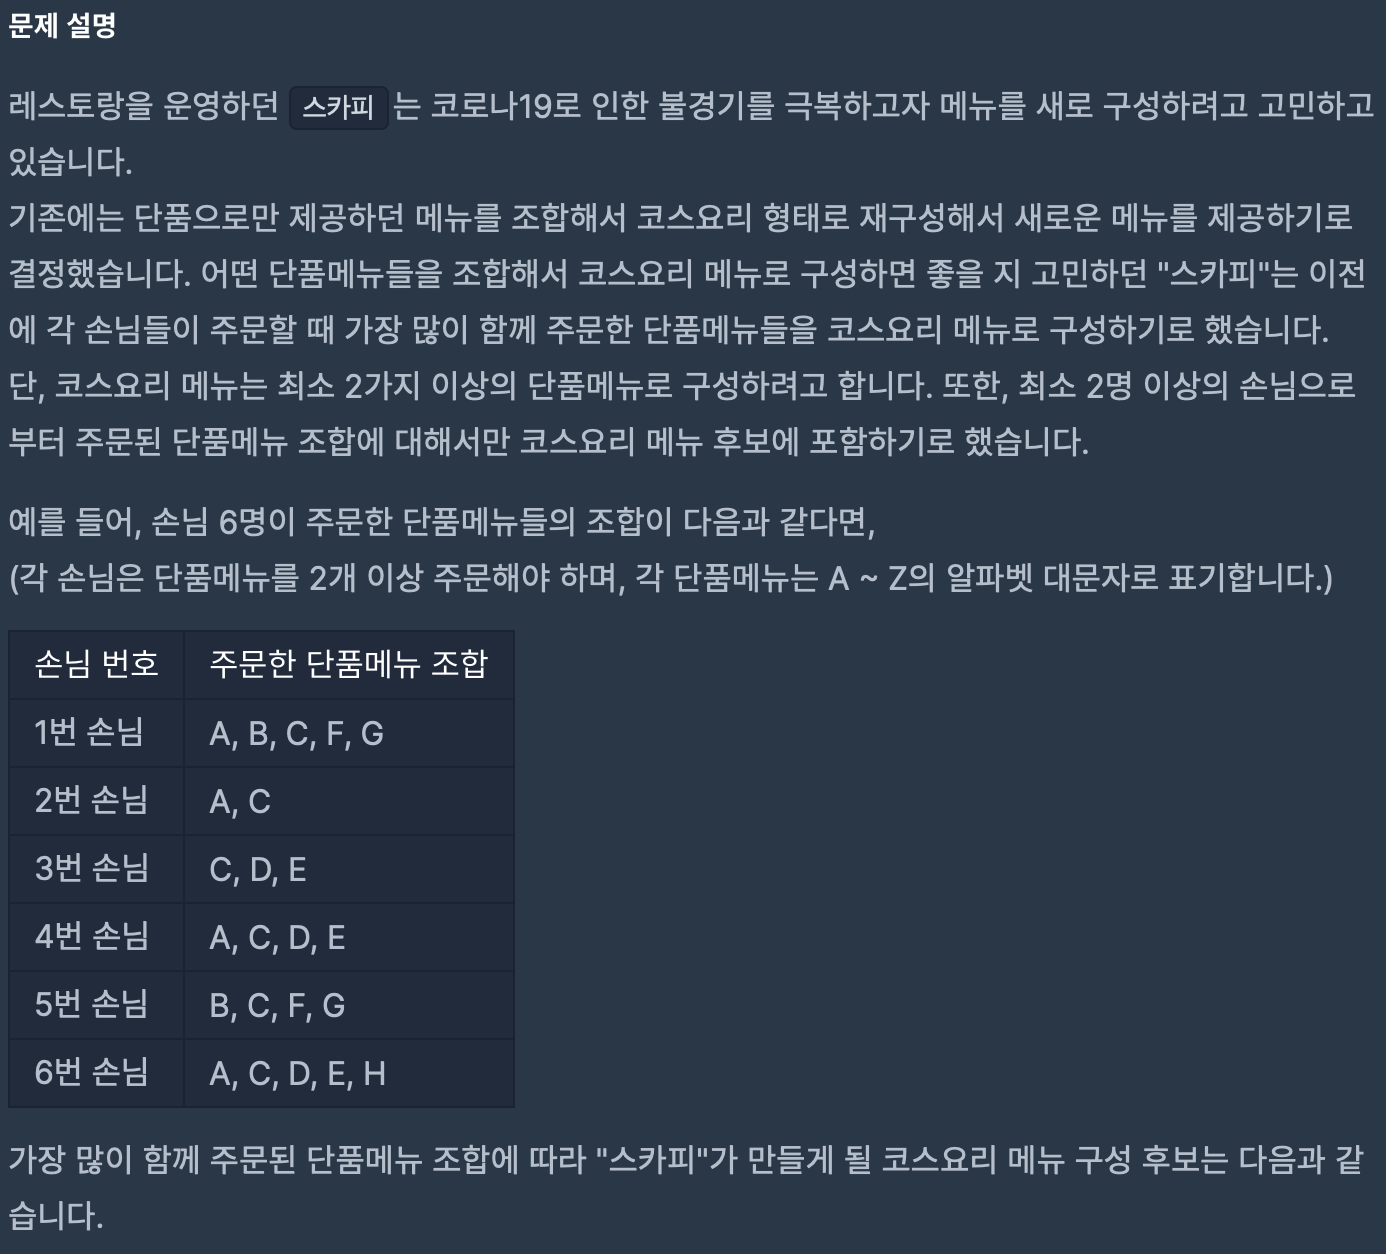 문제 설명
레스토랑을 운영하던 스카피 는 코로나19로 인한 불경기를 극복하고자 메뉴를 새로 구성하려고 고민하고
있습니다.
기존에는 단품으로만 제공하던 메뉴를 조합해서 코스요리 형태로 재구성해서 새로운 메뉴를 제공하기로
결정했습니다. 어떤 단품메뉴들을 조합해서 코스요리 메뉴로 구성하면 좋을 지 고민하던 "스카피"는 이전
에 각 손님들이 주문할 때 가장 많이 함께 주문한 단품메뉴들을 코스요리 메뉴로 구성하기로 했습니다.
단, 코스요리 메뉴는 최소 2가지 이상의 단품메뉴로 구성하려고 합니다. 또한, 최소 2명 이상의 손님으로
부터 주문된 단품메뉴 조합에 대해서만 코스요리 메뉴 후보에 포함하기로 했습니다.
예를 들어, 손님 6명이 주문한 단품메뉴들의 조합이 다음과 같다면,
(각 손님은 단품메뉴를 2개 이상 주문해야 하며, 각 단품메뉴는 A ~ Z의 알파벳 대문자로 표기합니다.)
손님 번호 주문한 단품메뉴 조합
1번 손님 A, B, C, F, G
2번 손님 A, C
3번 손님 C, D, E
4번 손님 A, C, D, E
5번 손님 B, C, F, G
6번 손님 A, C, D, E, H
가장 많이 함께 주문된 단품메뉴 조합에 따라 "스카피"가 만들게 될 코스요리 메뉴 구성 후보는 다음과 같
습니다.